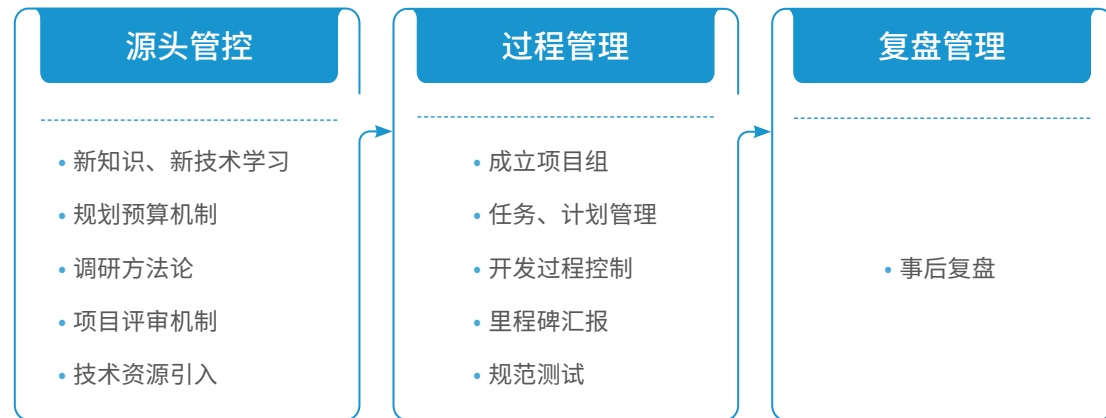 源头管控
• 新知识、新技术学习
• 规划预算机制
• 调研方法论
• 项目评审机制
• 技术资源引入
过程管理
• 成立项目组
• 任务、计划管理
• 开发过程控制
• 里程碑汇报
• 规范测试
复盘管理
• 事后复盘